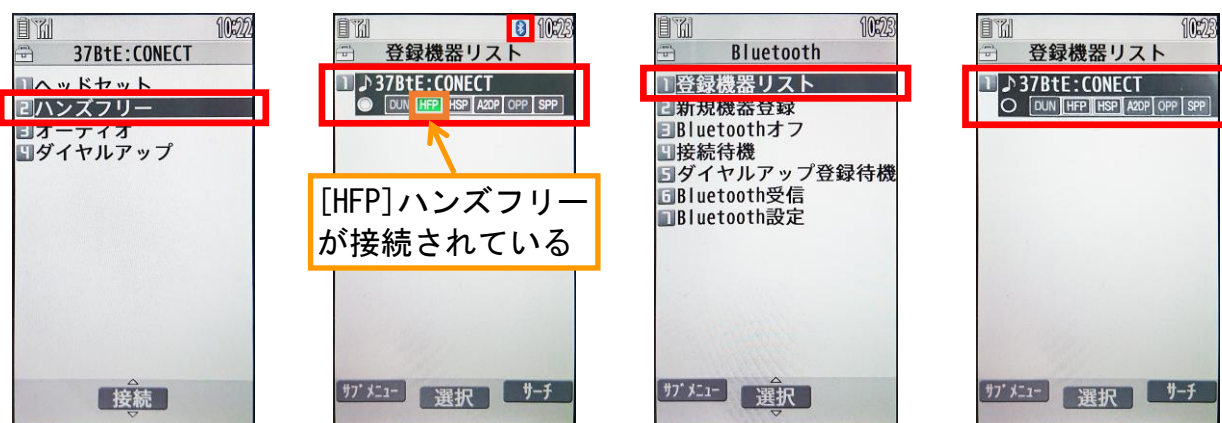 10:22
37BtE:CONECT
1ヘッドセット
2ハンズフリー
3オーディオ
4ダイヤルアップ
接続
10:23
登録機器リスト
1♪37BtE:CONECT
DUN HFP HSP A2DP OPP SPP
[HFP]ハンズフリー
が接続されている
サブメニュー 選択 サーチ
10:23
Bluetooth
1登録機器リスト
2新規機器登録
3Bluetoothオフ
4接続待機
5ダイヤルアップ登録待機
6Bluetooth受信
7Bluetooth設定
サブメニュー 選択
10:23
登録機器リスト
1♪37BtE:CONECT
DUN HFP HSP A2DP OPP SPP
サブメニュー 選択 サーチ